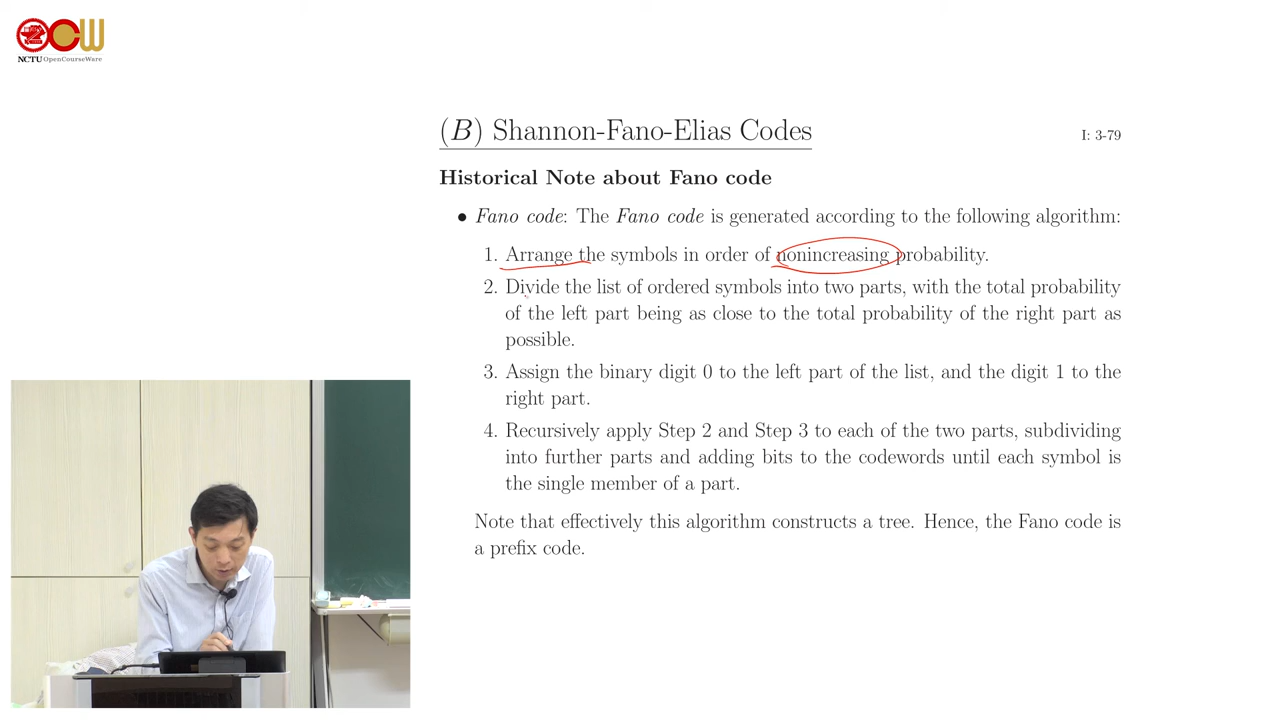 NCTU OpenCourseWare
(B) Shannon-Fano-Elias Codes
I: 3-79
Historical Note about Fano code
• Fano code: The Fano code is generated according to the following algorithm:
1. Arrange the symbols in order of nonincreasing probability.
2. Divide the list of ordered symbols into two parts, with the total probability
of the left part being as close to the total probability of the right part as
possible.
3. Assign the binary digit 0 to the left part of the list, and the digit 1 to the
right part.
4. Recursively apply Step 2 and Step 3 to each of the two parts, subdividing
into further parts and adding bits to the codewords until each symbol is
the single member of a part.
Note that effectively this algorithm constructs a tree. Hence, the Fano code is
a prefix code.